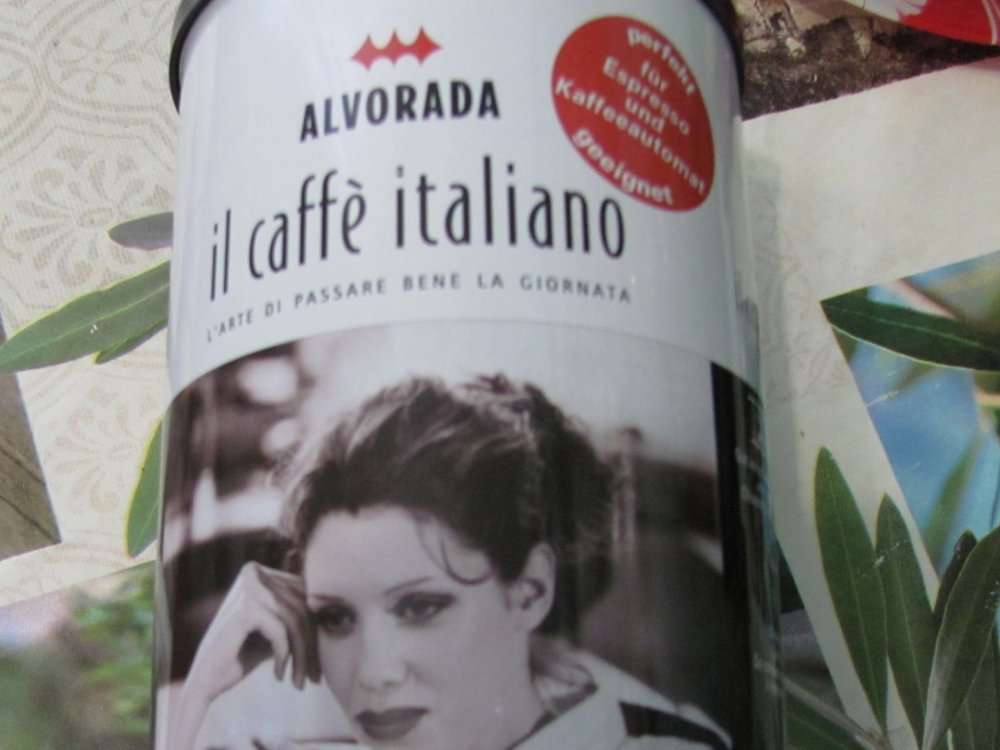 ALVORADA
il caffè italiano
L'ARTE DI PASSARE BENE LA GIORNATA
perfekt
für
Espresso
und
Kaffeeautomat
geeignet